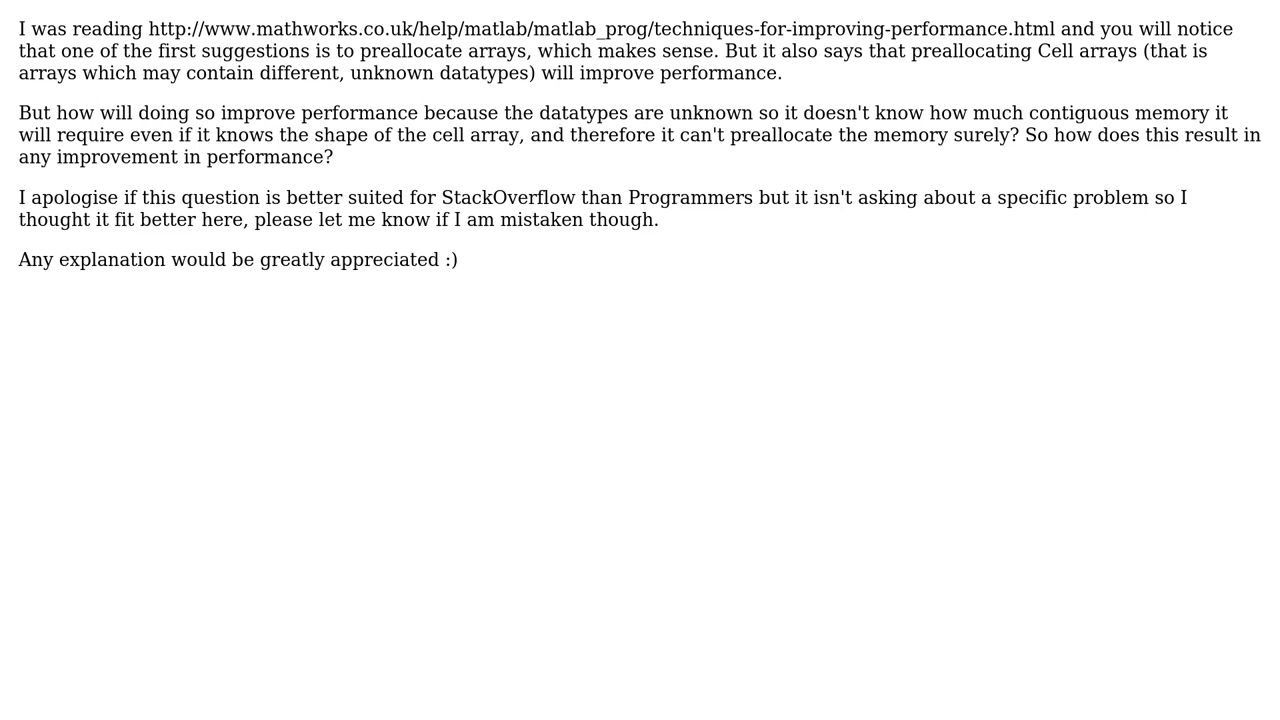 I was reading http://www.mathworks.co.uk/help/matlab/matlab_prog/techniques-for-improving-performance.html and you will notice
that one of the first suggestions is to preallocate arrays, which makes sense. But it also says that preallocating Cell arrays (that is
arrays which may contain different, unknown datatypes) will improve performance.
But how will doing so improve performance because the datatypes are unknown so it doesn't know how much contiguous memory it
will require even if it knows the shape of the cell array, and therefore it can't preallocate the memory surely? So how does this result in
any improvement in performance?
I apologise if this question is better suited for StackOverflow than Programmers but it isn't asking about a specific problem so I
thought it fit better here, please let me know if I am mistaken though.
Any explanation would be greatly appreciated :)